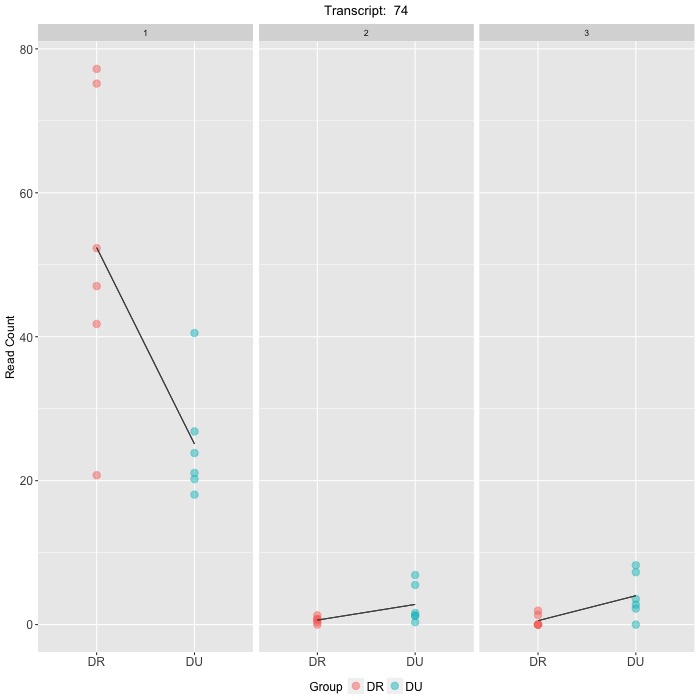 Transcript: 74
1
2
3
Read Count
80
60
40
20
0
DR DU
DR DU
DR DU
Group DR DU